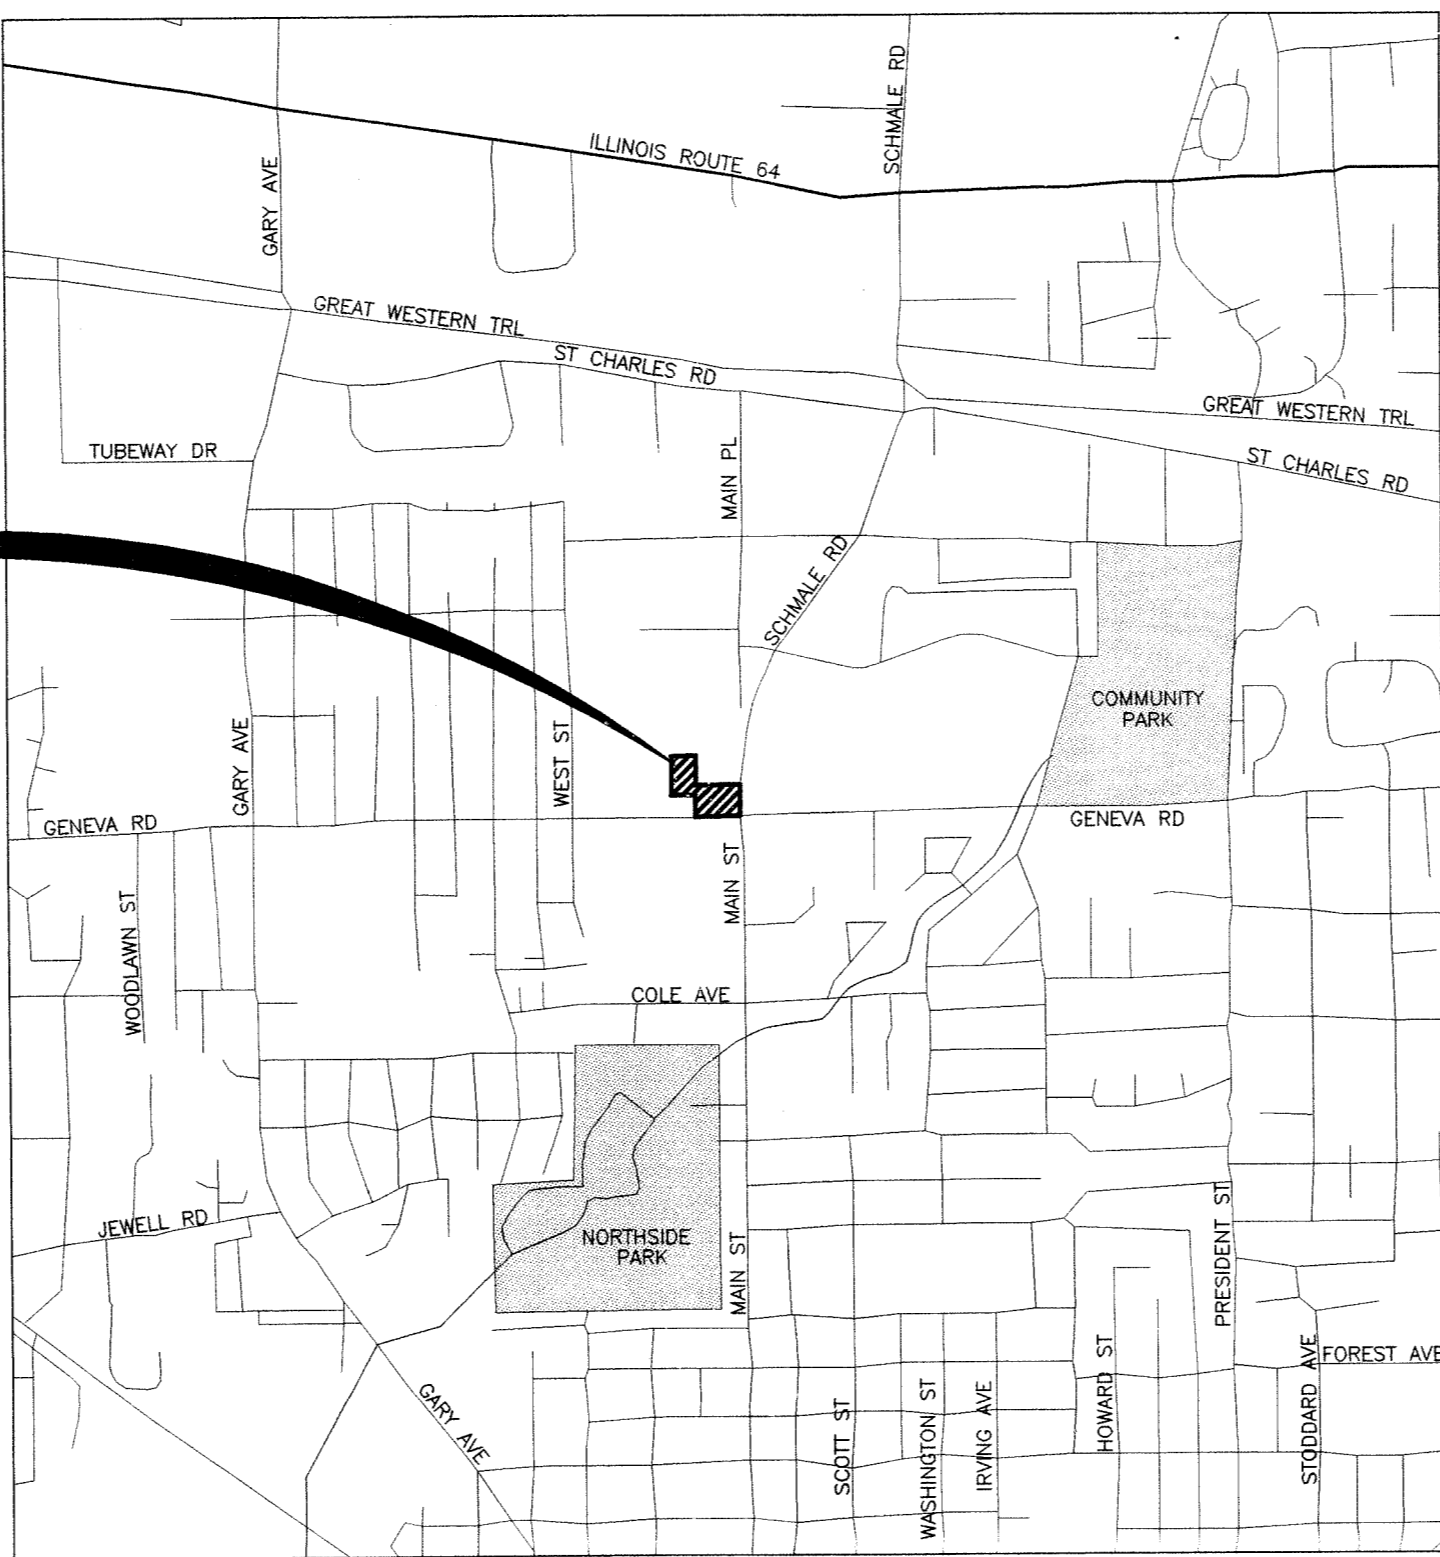 SCHMALE RD
ILLINOIS ROUTE 64
GARY AVE
GREAT WESTERN TRL
ST CHARLES RD
GREAT WESTERN TRL
TUBEWAY DR
MAIN PL
ST CHARLES RD
SCHMALE RD
COMMUNITY
PARK
GARY AVE
WEST ST
GENEVA RD
GENEVA RD
MAIN ST
WOODLAWN ST
COLE AVE
JEWELL RD
NORTHSIDE
PARK
MAIN ST
PRESIDENT ST
FOREST AVE
GARY AVE
SCOTT ST
WASHINGTON ST
IRVING AVE
HOWARD ST
STODDARD AVE